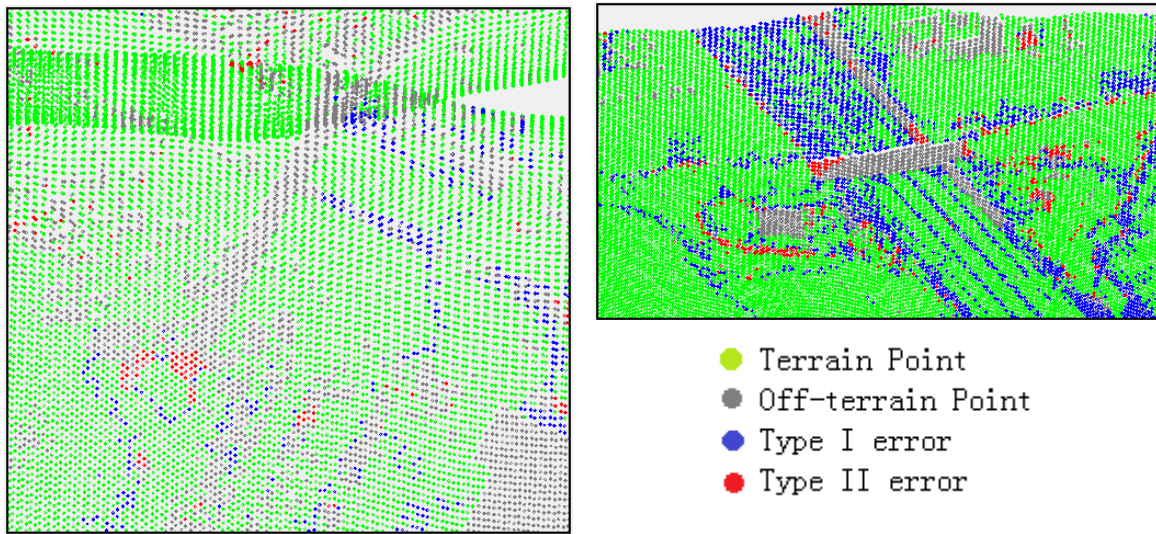 Terrain Point
Off-terrain Point
Type I error
Type II error